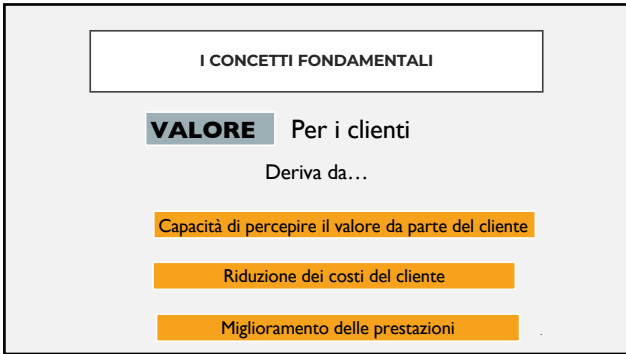 I CONCETTI FONDAMENTALI
VALORE Per i clienti
Deriva da…
Capacità di percepire il valore da parte del cliente
Riduzione dei costi del cliente
Miglioramento delle prestazioni
.